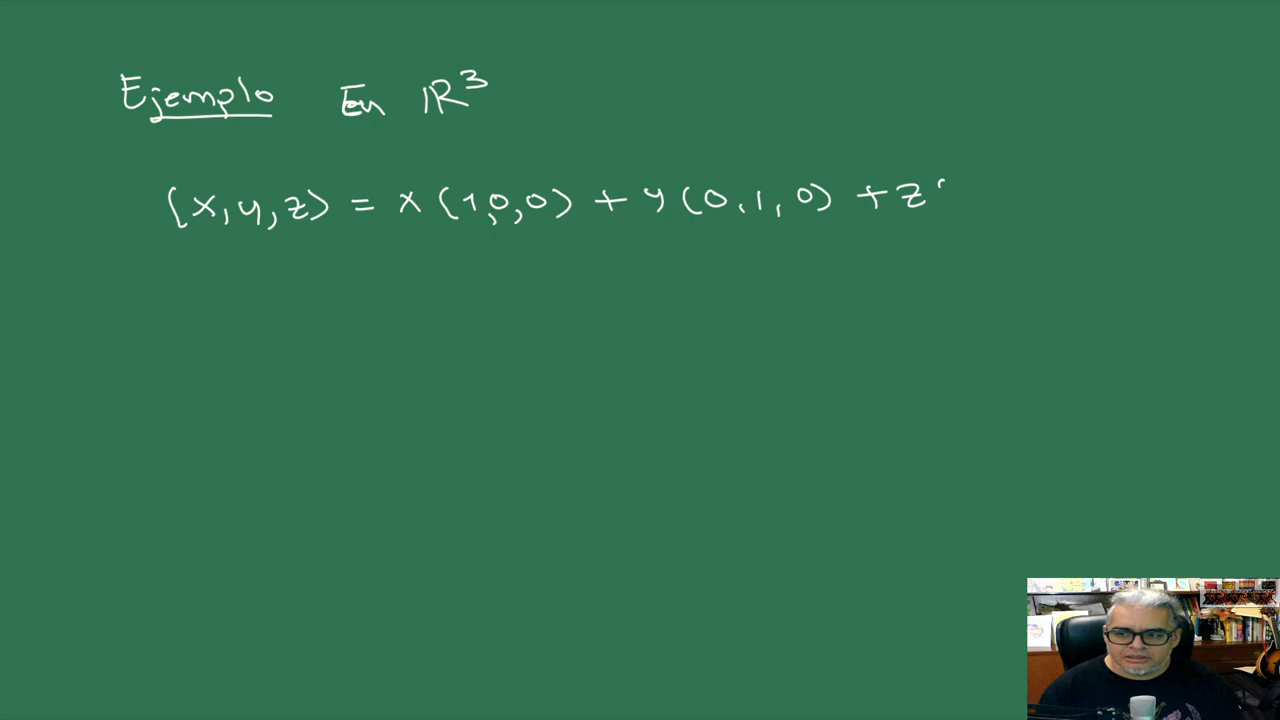 Ejemplo En ℝ³
(x,y,z) = x(1,0,0) + y(0,1,0) + z